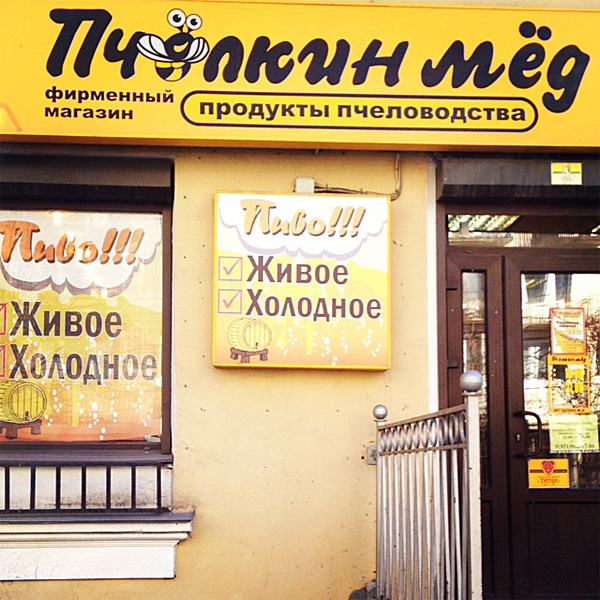 Пчёлкин мёд
фирменный
магазин
продукты пчеловодства
Пиво!!!
Живое
Холодное
Пиво!!!
Живое
Холодное